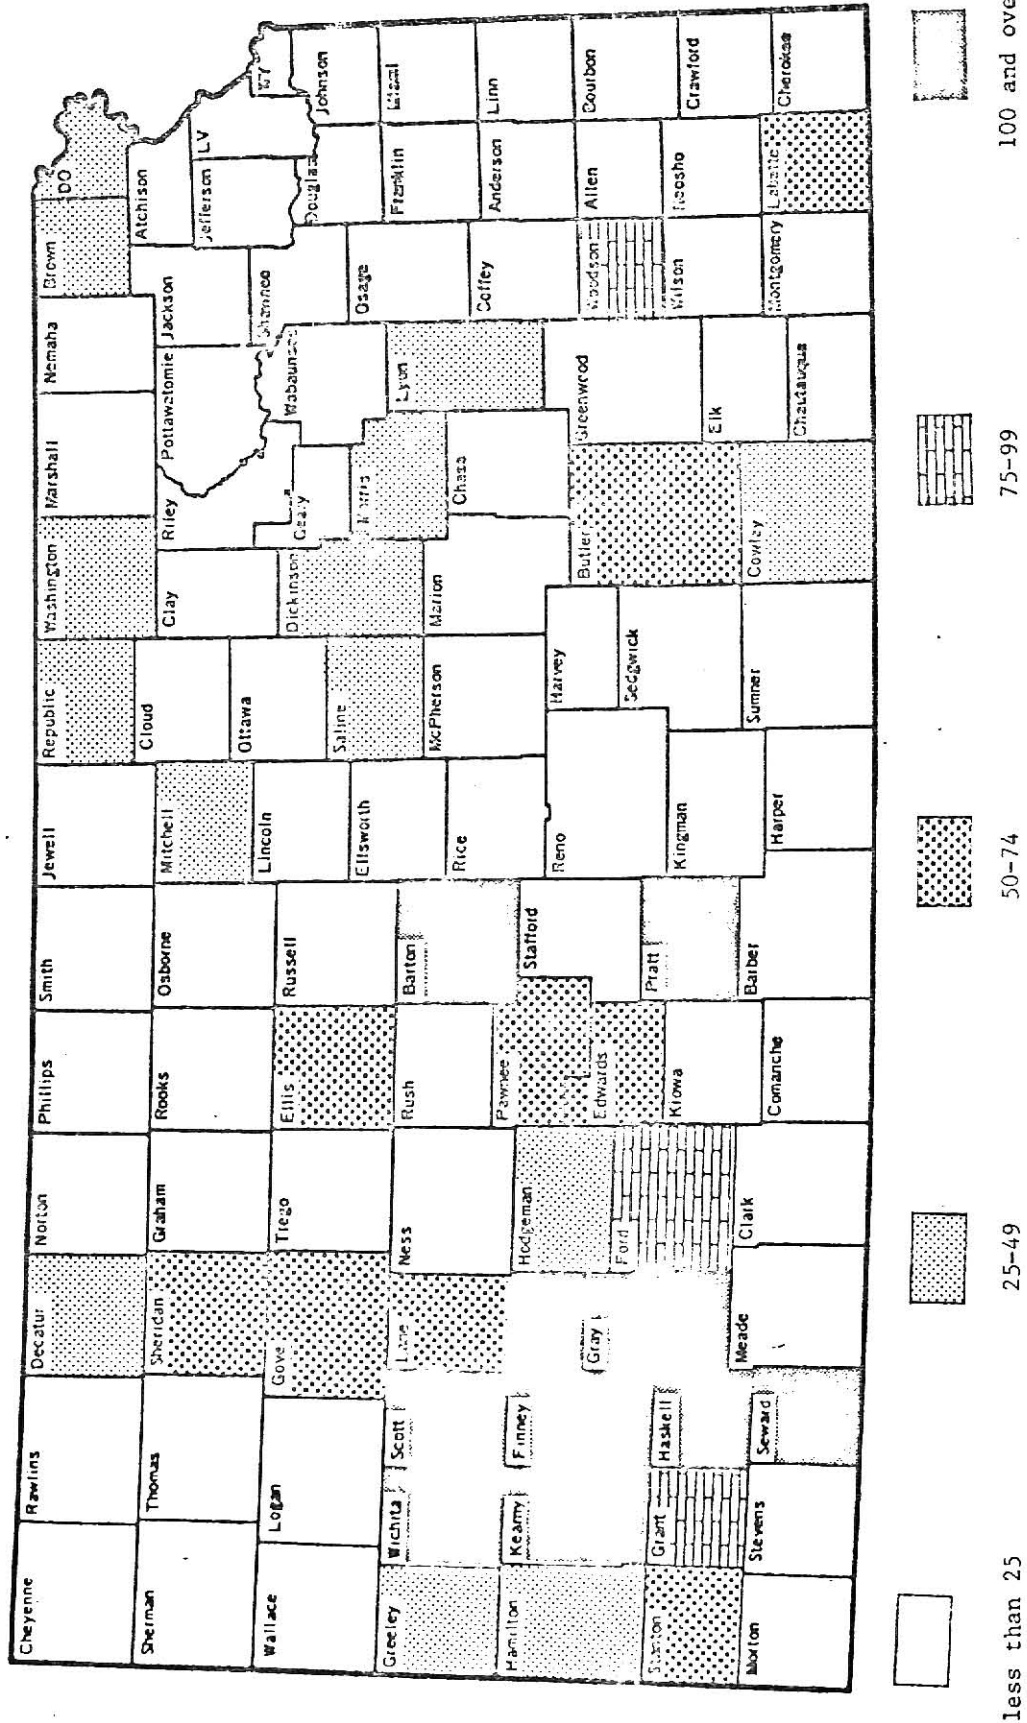 Cheyenne
Rawlins
Decatur
Norton
Phillips
Smith
Jewell
Republic
Washington
Marshall
Nemaha
Brown
DO
Sherman
Thomas
Sheridan
Graham
Rooks
Osborne
Mitchell
Cloud
Clay
Riley
Pottawatomie
Jackson
Atchison
Jefferson
LV
WY
Wallace
Logan
Gove
Trego
Ellis
Russell
Lincoln
Ottawa
Dickinson
Geary
Wabaunsee
Shawnee
Douglas
Johnson
Greeley
Wichita
Scott
Lane
Ness
Rush
Barton
Ellsworth
Saline
Morris
Lyon
Osage
Franklin
Miami
Hamilton
Kearny
Finney
Hodgeman
Pawnee
Stafford
Rice
McPherson
Marion
Chase
Coffey
Anderson
Linn
Gray
Ford
Edwards
Pratt
Reno
Harvey
Sedgwick
Butler
Greenwood
Woodson
Allen
Bourbon
Stanton
Grant
Haskell
Kiowa
Kingman
Elk
Wilson
Neosho
Crawford
Morton
Stevens
Seward
Meade
Clark
Comanche
Barber
Harper
Sumner
Cowley
Chautauqua
Montgomery
Labette
Cherokee
less than 25
25-49
50-74
75-99